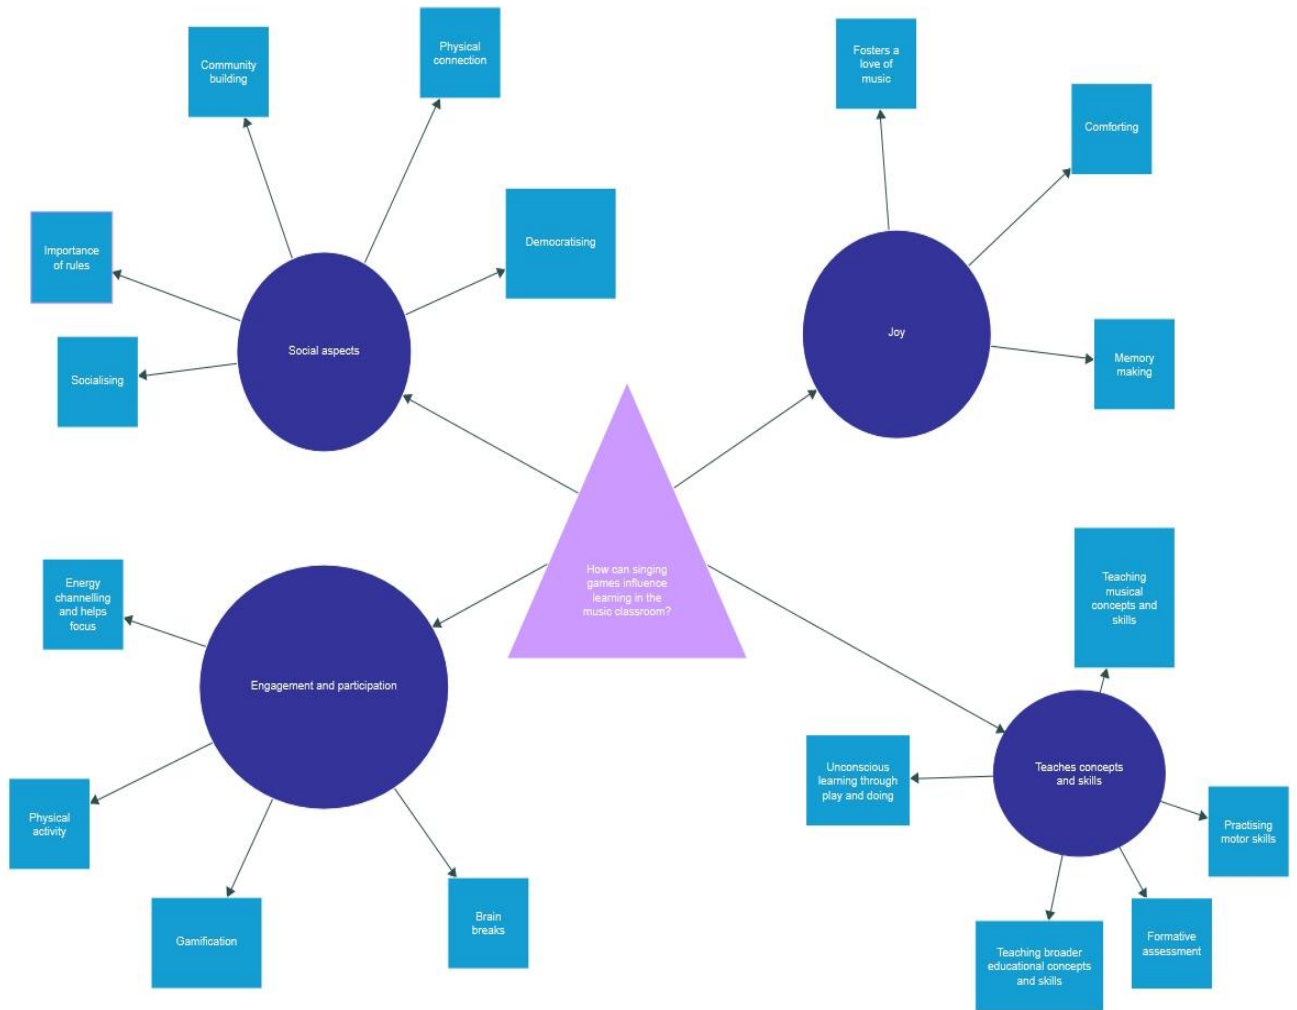 Physical
connection
Community
building
Democratising
Importance
of rules
Socialising
Social aspects
Fosters a
love of
music
Comforting
Memory
making
Joy
How can singing
games influence
learning in the
music classroom?
Energy
channelling
and helps
focus
Engagement and participation
Physical
activity
Gamification
Brain
breaks
Teaching
musical
concepts and
skills
Teaches concepts
and skills
Unconscious
learning through
play and doing
Practising
motor skills
Formative
assessment
Teaching broader
educational concepts
and skills